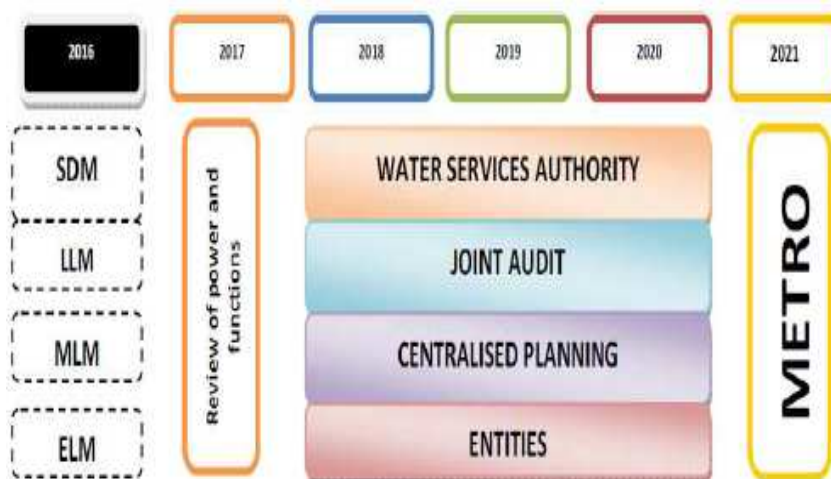 2016 2017 2018 2019 2020 2021
SDM
LLM
MLM
ELM
Review of power and
functions
WATER SERVICES AUTHORITY
JOINT AUDIT
CENTRALISED PLANNING
ENTITIES
METRO